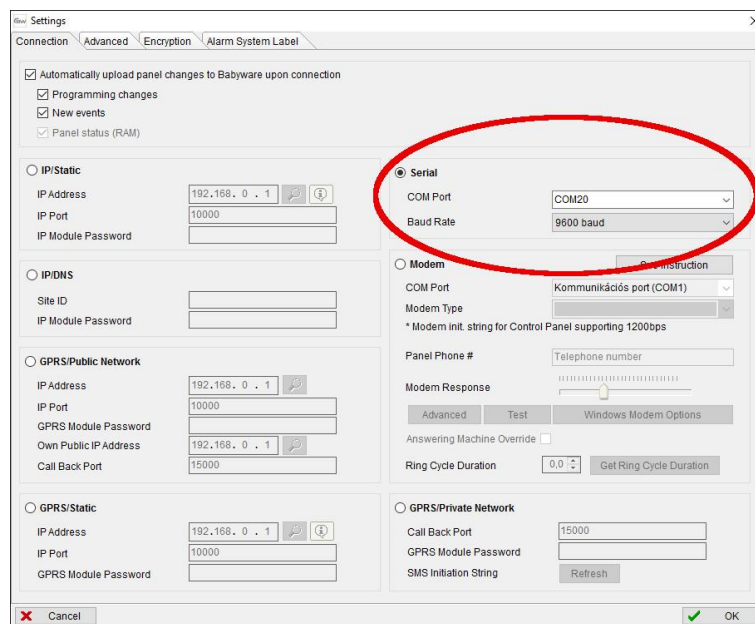 Settings
Connection Advanced Encryption Alarm System Label
Automatically upload panel changes to Babyware upon connection
Programming changes
New events
Panel status (RAM)
IP/Static
IP Address 192.168. 0 . 1
IP Port 10000
IP Module Password
IP/DNS
Site ID
IP Module Password
GPRS/Public Network
IP Address 192.168. 0 . 1
IP Port 10000
GPRS Module Password
Own Public IP Address 192.168. 0 . 1
Call Back Port 15000
GPRS/Static
IP Address 192.168. 0 . 1
IP Port 10000
GPRS Module Password
Serial
COM Port COM20
Baud Rate 9600 baud
Modem
COM Port Kommunikációs port (COM1)
Modem Type
* Modem init. string for Control Panel supporting 1200bps
Panel Phone # Telephone number
Modem Response
Advanced Test Windows Modem Options
Answering Machine Override
Ring Cycle Duration 0,0 Get Ring Cycle Duration
GPRS/Private Network
Call Back Port 15000
GPRS Module Password
SMS Initiation String Refresh
Cancel OK